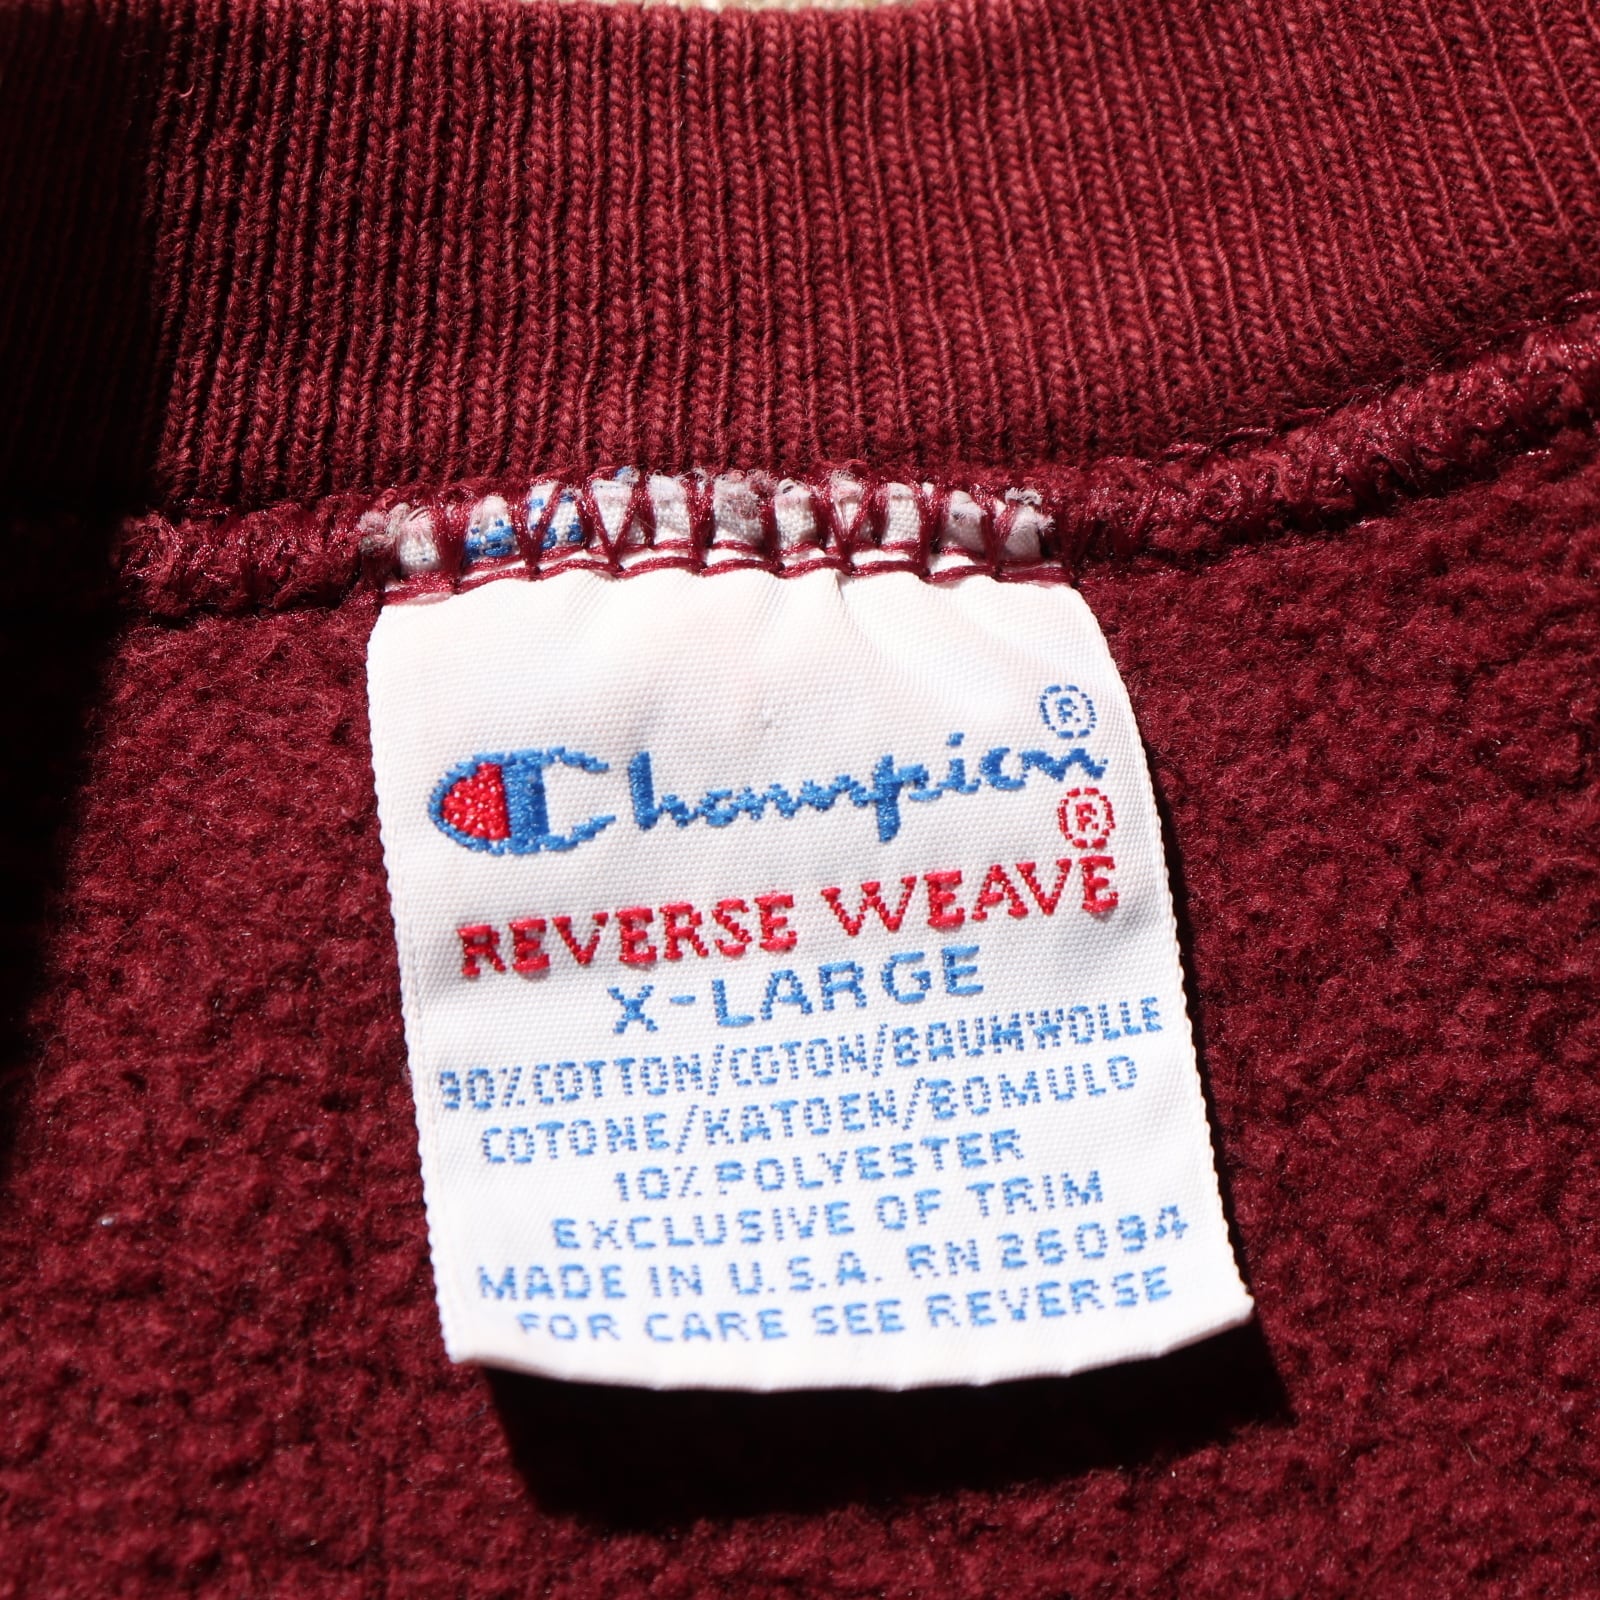 Champion®
REVERSE WEAVE®
X-LARGE
90% COTTON/COTON/BAUMWOLLE
COTONE/KATOEN/BOMULD
10% POLYESTER
EXCLUSIVE OF TRIM
MADE IN U.S.A. RN 26094
FOR CARE SEE REVERSE